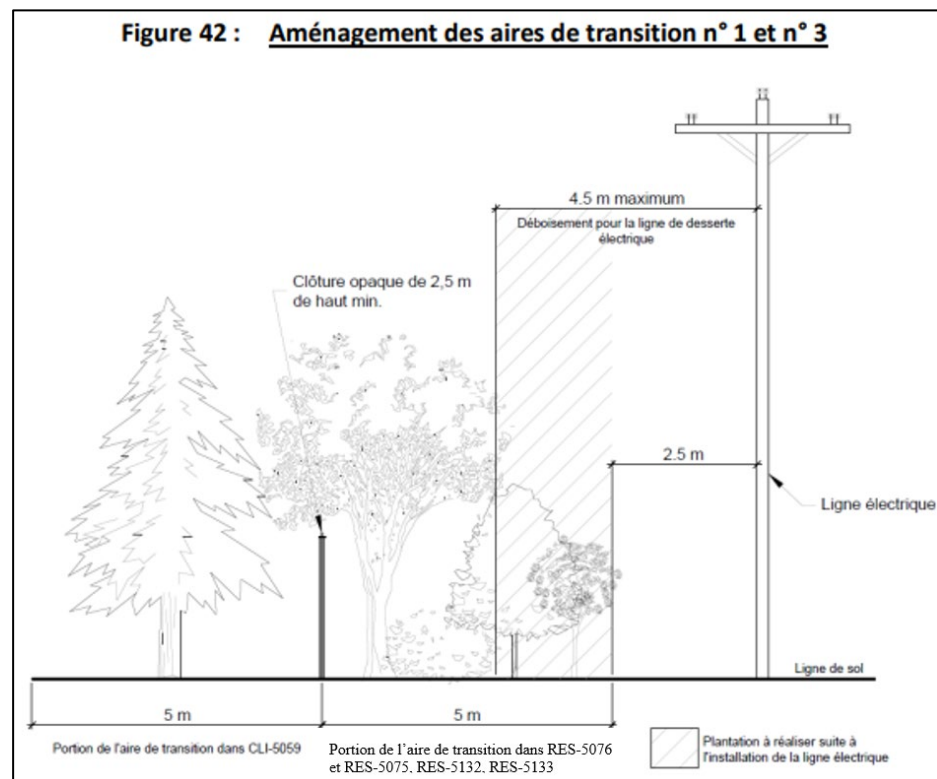 Figure 42 : Aménagement des aires de transition n° 1 et n° 3
4.5 m maximum
Déboisement pour la ligne de desserte
électrique
Clôture opaque de 2,5 m
de haut min.
2.5 m
Ligne électrique
Ligne de sol
5 m
5 m
Portion de l'aire de transition dans CLI-5059
Portion de l'aire de transition dans RES-5076
et RES-5075, RES-5132, RES-5133
Plantation à réaliser suite à
l'installation de la ligne électrique